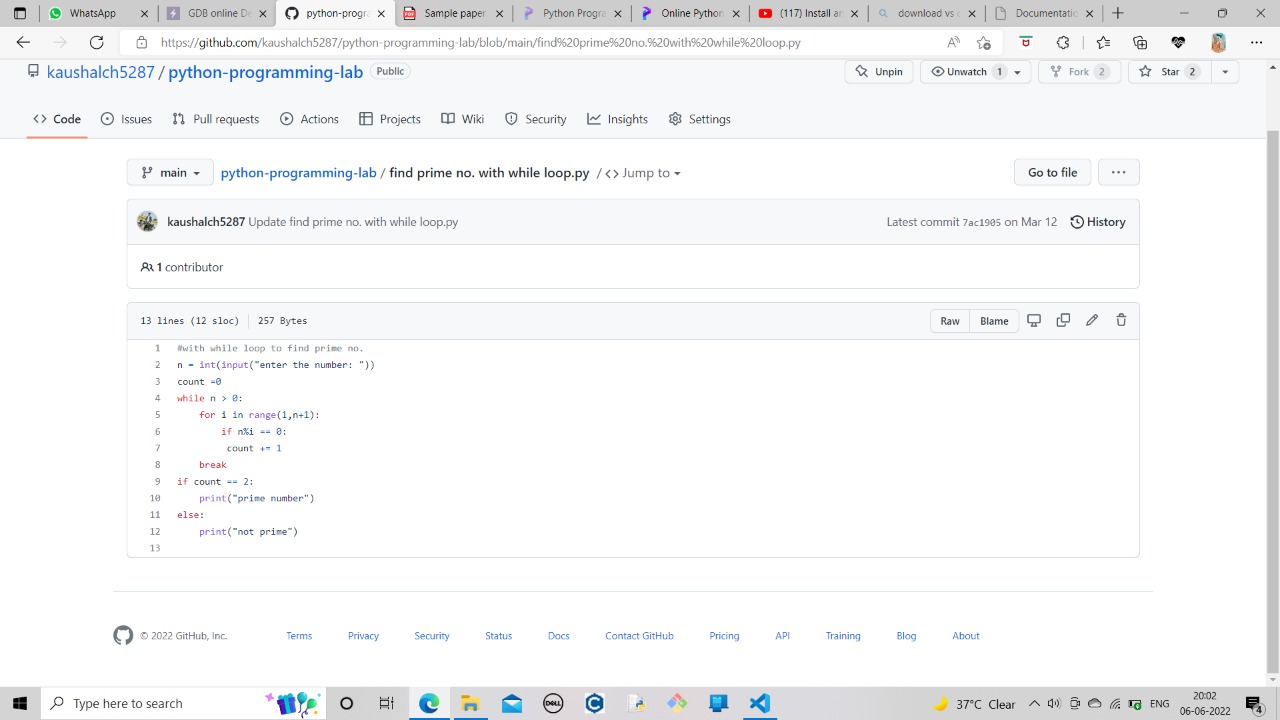 WhatsApp
GDB online De
python-progra
Sample paper
Python Progra
Online Python
(117) Install an
download vs c
Documentatio
https://github.com/kaushalch5287/python-programming-lab/blob/main/find%20prime%20no.%20with%20while%20loop.py
kaushalch5287 / python-programming-lab Public
Unpin
Unwatch 1
Fork 2
Star 2
Code
Issues
Pull requests
Actions
Projects
Wiki
Security
Insights
Settings
main
python-programming-lab / find prime no. with while loop.py / <> Jump to
Go to file
kaushalch5287 Update find prime no. with while loop.py
Latest commit 7ac1905 on Mar 12
History
1 contributor
13 lines (12 sloc) 257 Bytes
Raw
Blame
1 #with while loop to find prime no.
2 n = int(input("enter the number: "))
3 count =0
4 while n > 0:
5 for i in range(1,n+1):
6 if n%i == 0:
7 count += 1
8 break
9 if count == 2:
10 print("prime number")
11 else:
12 print("not prime")
13
© 2022 GitHub, Inc.
Terms
Privacy
Security
Status
Docs
Contact GitHub
Pricing
API
Training
Blog
About
Type here to search
DELL
37°C Clear
ENG
20:02
06-06-2022
4